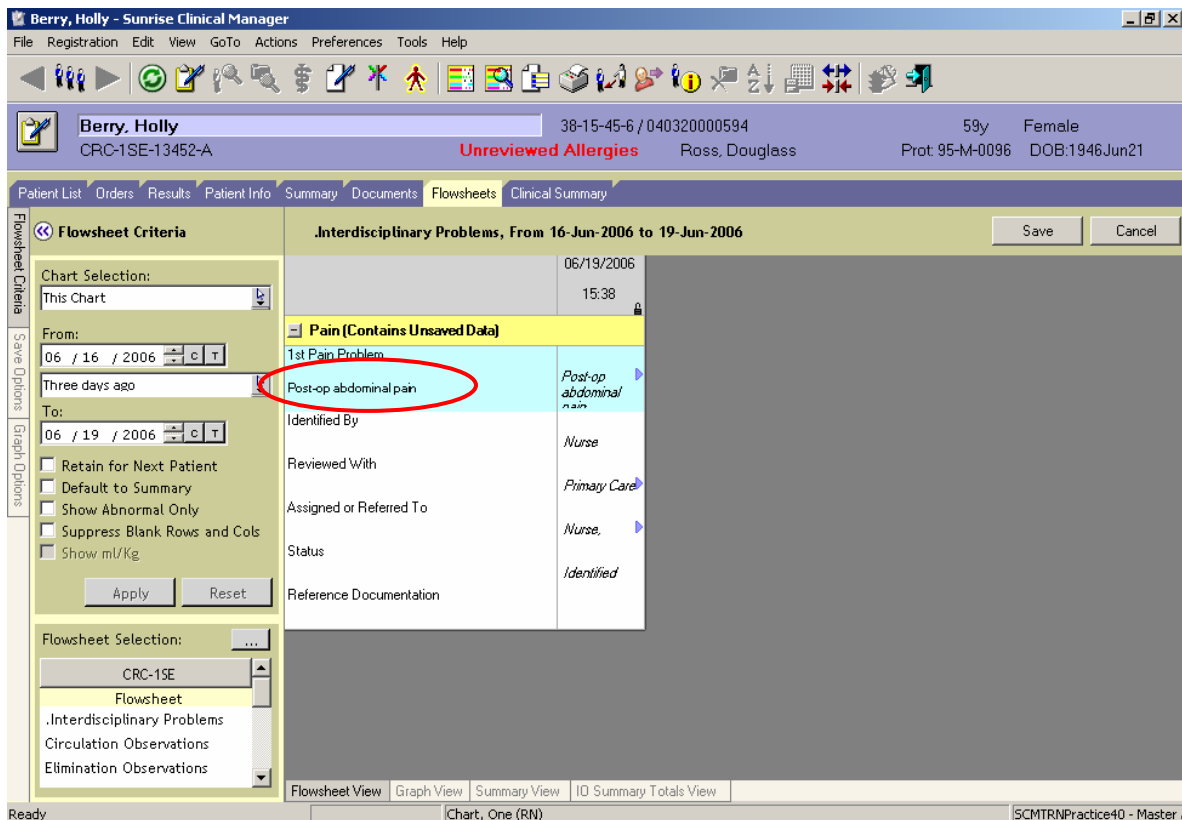 Berry, Holly - Sunrise Clinical Manager
File Registration Edit View GoTo Actions Preferences Tools Help
Berry, Holly 38-15-45-6 / 040320000594 59y Female
CRC-1SE-13452-A Unreviewed Allergies Ross, Douglass Prot: 95-M-0096 DOB:1946Jun21
Patient List Orders Results Patient Info Summary Documents Flowsheets Clinical Summary
Flowsheet Criteria
Save Options
Graph Options
Flowsheet Criteria
.Interdisciplinary Problems, From 16-Jun-2006 to 19-Jun-2006
Save Cancel
Chart Selection:
This Chart
From:
06 / 16 / 2006 C T
Three days ago
To:
06 / 19 / 2006 C T
Retain for Next Patient
Default to Summary
Show Abnormal Only
Suppress Blank Rows and Cols
Show ml/Kg
Apply Reset
Flowsheet Selection: ...
CRC-1SE
Flowsheet
.Interdisciplinary Problems
Circulation Observations
Elimination Observations
06/19/2006
15:38
Pain (Contains Unsaved Data)
1st Pain Problem
Post-op abdominal pain
Post-op
abdominal
pain
Identified By
Nurse
Reviewed With
Primary Care
Assigned or Referred To
Nurse,
Status
Identified
Reference Documentation
Flowsheet View Graph View Summary View IO Summary Totals View
Ready Chart, One (RN) SCMTRNPractice40 - Master